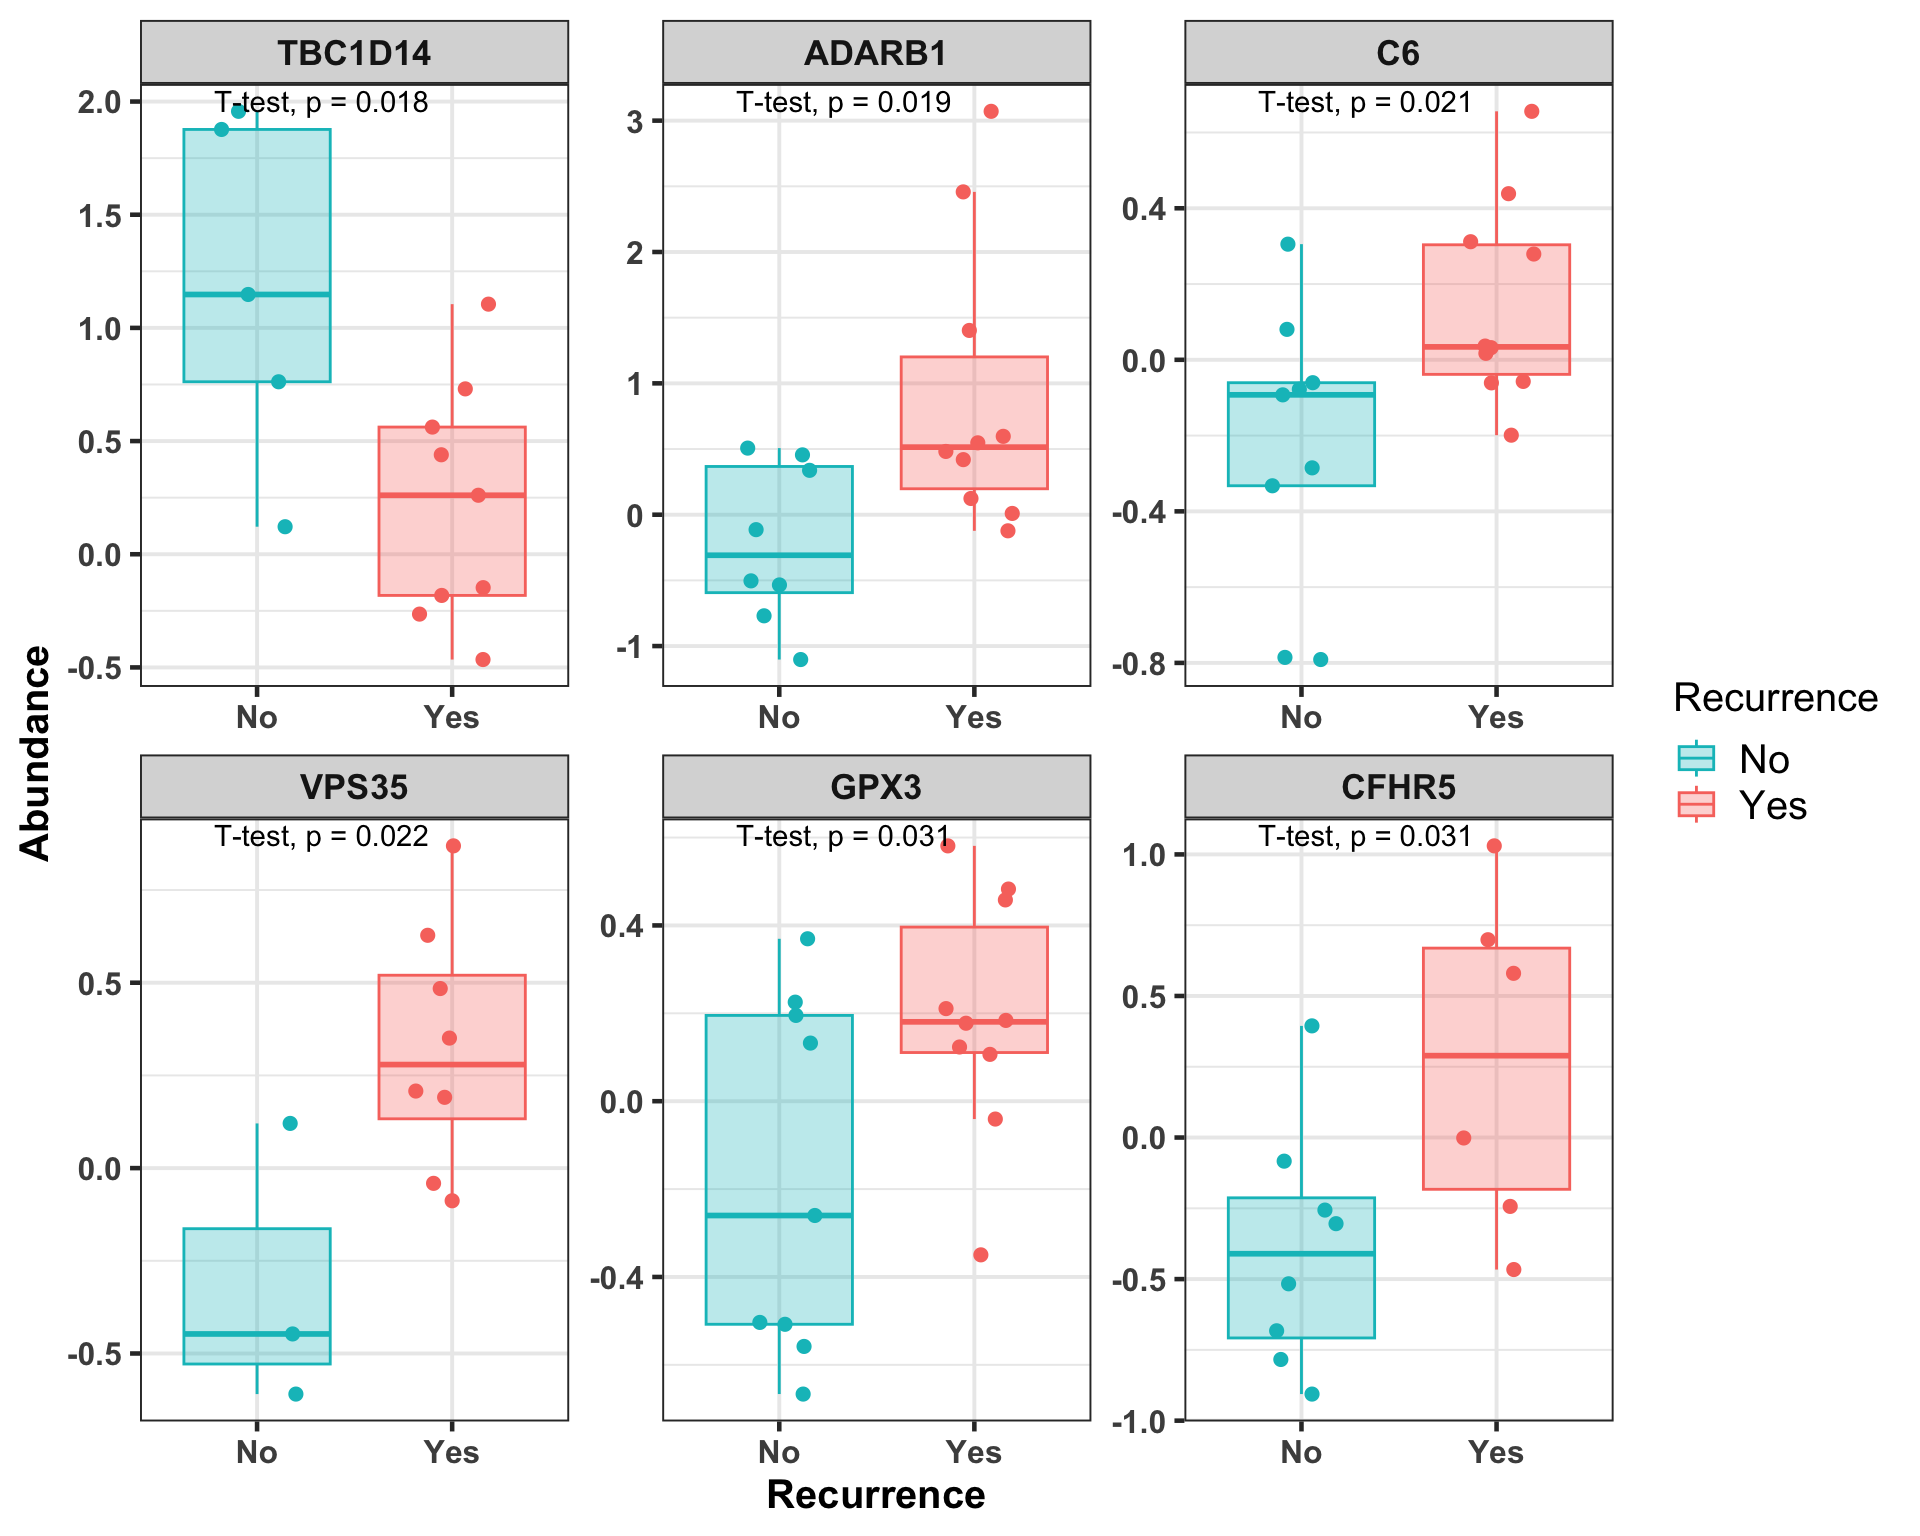 TBC1D14
ADARB1
C6
T-test, p = 0.018
T-test, p = 0.019
T-test, p = 0.021
2.0
1.5
1.0
0.5
0.0
-0.5
3
2
1
0
-1
0.4
0.0
-0.4
-0.8
No
Yes
No
Yes
No
Yes
Abundance
VPS35
GPX3
CFHR5
T-test, p = 0.022
T-test, p = 0.031
T-test, p = 0.031
0.5
0.0
-0.5
0.4
0.0
-0.4
1.0
0.5
0.0
-0.5
-1.0
No
Yes
No
Yes
No
Yes
Recurrence
Recurrence
No
Yes